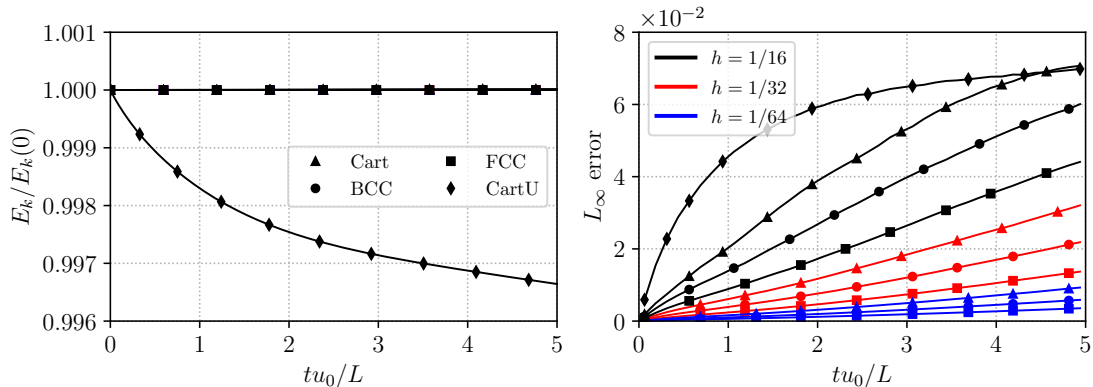 1.001
1.000
0.999
0.998
0.997
0.996
E_k/E_k(0)
Cart
BCC
FCC
CartU
0 1 2 3 4 5
tu_0/L
×10^{-2}
8
6
4
2
0
L_∞ error
h = 1/16
h = 1/32
h = 1/64
0 1 2 3 4 5
tu_0/L